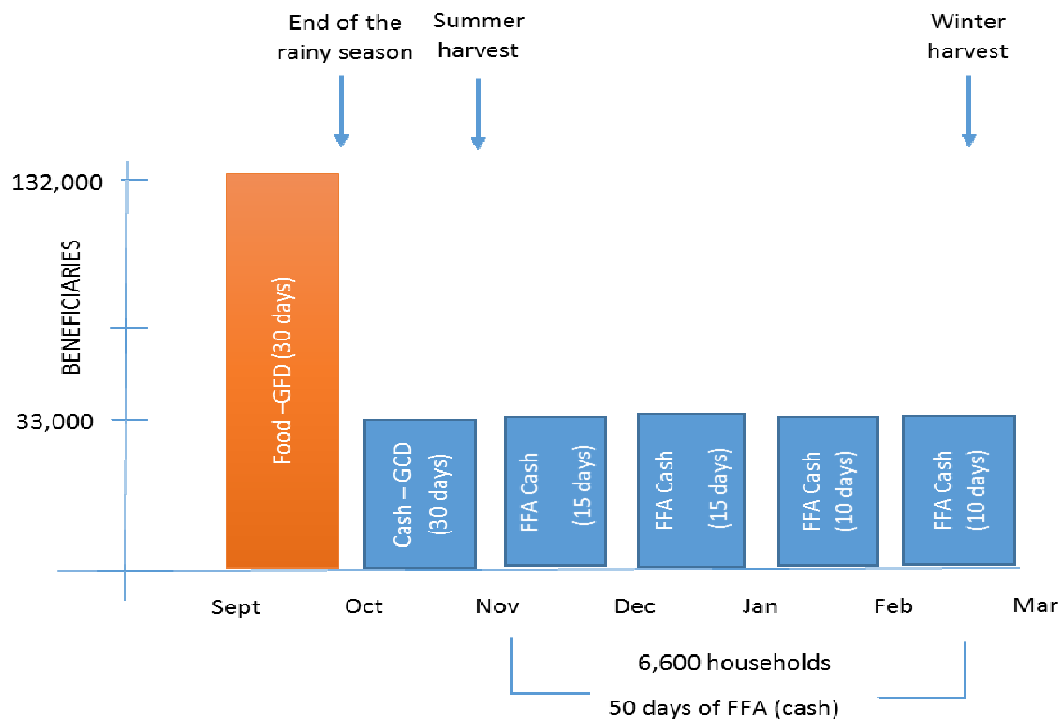 End of the
rainy season
Summer
harvest
Winter
harvest
132,000
33,000
BENEFICIARIES
Food –GFD (30 days)
Cash – GCD
(30 days)
FFA Cash
(15 days)
FFA Cash
(15 days)
FFA Cash
(10 days)
FFA Cash
(10 days)
Sept
Oct
Nov
Dec
Jan
Feb
Mar
6,600 households
50 days of FFA (cash)